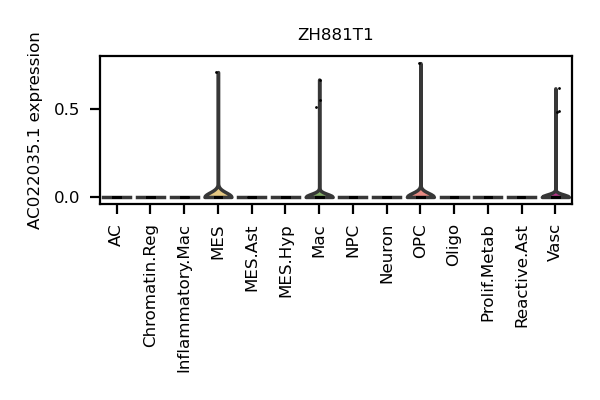 ZH881T1
AC022035.1 expression
0.5
0.0
AC
Chromatin.Reg
Inflammatory.Mac
MES
MES.Ast
MES.Hyp
Mac
NPC
Neuron
OPC
Oligo
Prolif.Metab
Reactive.Ast
Vasc